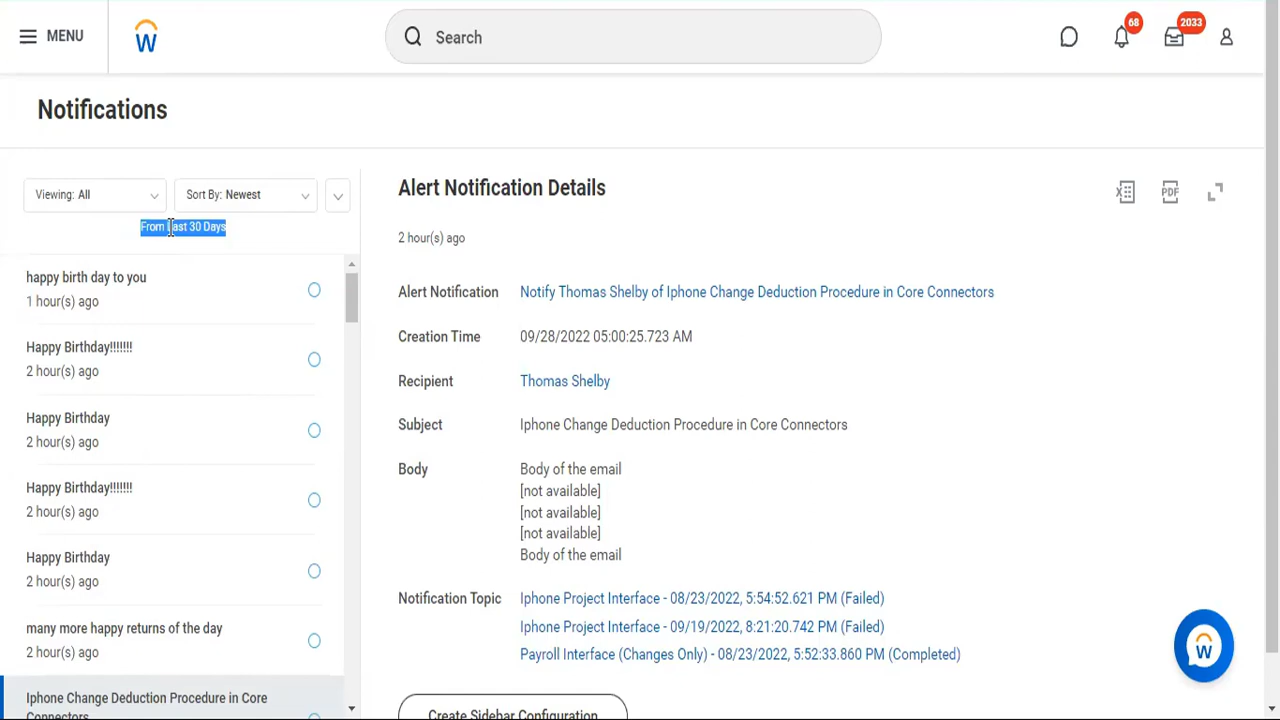 MENU
Search
68
2033
Notifications
Viewing: All
Sort By: Newest
From Last 30 Days
happy birth day to you
1 hour(s) ago
Happy Birthday!!!!!!!
2 hour(s) ago
Happy Birthday
2 hour(s) ago
Happy Birthday!!!!!!!
2 hour(s) ago
Happy Birthday
2 hour(s) ago
many more happy returns of the day
2 hour(s) ago
Iphone Change Deduction Procedure in Core
Connectors
Alert Notification Details
PDF
2 hour(s) ago
Alert Notification Notify Thomas Shelby of Iphone Change Deduction Procedure in Core Connectors
Creation Time 09/28/2022 05:00:25.723 AM
Recipient Thomas Shelby
Subject Iphone Change Deduction Procedure in Core Connectors
Body Body of the email
[not available]
[not available]
[not available]
Body of the email
Notification Topic Iphone Project Interface - 08/23/2022, 5:54:52.621 PM (Failed)
Iphone Project Interface - 09/19/2022, 8:21:20.742 PM (Failed)
Payroll Interface (Changes Only) - 08/23/2022, 5:52:33.860 PM (Completed)
Create Sidebar Configuration